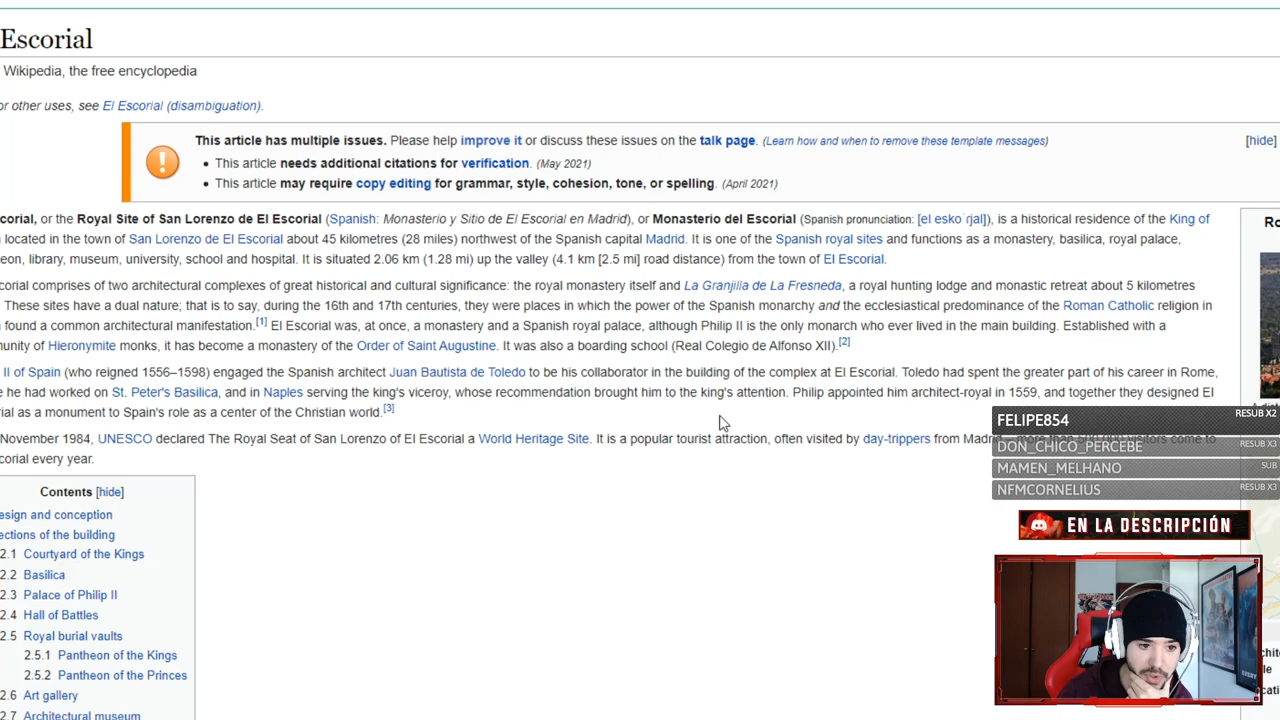 Escorial
Wikipedia, the free encyclopedia
or other uses, see El Escorial (disambiguation).
This article has multiple issues. Please help improve it or discuss these issues on the talk page. (Learn how and when to remove these template messages) [hide]
• This article needs additional citations for verification. (May 2021)
• This article may require copy editing for grammar, style, cohesion, tone, or spelling. (April 2021)
corial, or the Royal Site of San Lorenzo de El Escorial (Spanish: Monasterio y Sitio de El Escorial en Madrid), or Monasterio del Escorial (Spanish pronunciation: [el eskoˈrjal]), is a historical residence of the King of
located in the town of San Lorenzo de El Escorial about 45 kilometres (28 miles) northwest of the Spanish capital Madrid. It is one of the Spanish royal sites and functions as a monastery, basilica, royal palace,
eon, library, museum, university, school and hospital. It is situated 2.06 km (1.28 mi) up the valley (4.1 km [2.5 mi] road distance) from the town of El Escorial.
corial comprises of two architectural complexes of great historical and cultural significance: the royal monastery itself and La Granjilla de La Fresneda, a royal hunting lodge and monastic retreat about 5 kilometres
These sites have a dual nature; that is to say, during the 16th and 17th centuries, they were places in which the power of the Spanish monarchy and the ecclesiastical predominance of the Roman Catholic religion in
found a common architectural manifestation.[1] El Escorial was, at once, a monastery and a Spanish royal palace, although Philip II is the only monarch who ever lived in the main building. Established with a
unity of Hieronymite monks, it has become a monastery of the Order of Saint Augustine. It was also a boarding school (Real Colegio de Alfonso XII).[2]
II of Spain (who reigned 1556–1598) engaged the Spanish architect Juan Bautista de Toledo to be his collaborator in the building of the complex at El Escorial. Toledo had spent the greater part of his career in Rome,
e he had worked on St. Peter's Basilica, and in Naples serving the king's viceroy, whose recommendation brought him to the king's attention. Philip appointed him architect-royal in 1559, and together they designed El
ial as a monument to Spain's role as a center of the Christian world.[3]
November 1984, UNESCO declared The Royal Seat of San Lorenzo of El Escorial a World Heritage Site. It is a popular tourist attraction, often visited by day-trippers from Madrid visitors come to
corial every year.
Contents [hide]
esign and conception
ections of the building
2.1 Courtyard of the Kings
2.2 Basilica
2.3 Palace of Philip II
2.4 Hall of Battles
2.5 Royal burial vaults
2.5.1 Pantheon of the Kings
2.5.2 Pantheon of the Princes
2.6 Art gallery
2.7 Architectural museum
Ro
FELIPE854 RESUB X2
DON_CHICO_PERCEBE RESUB X3
MAMEN_MELHANO SUB
NFMCORNELIUS RESUB X3
EN LA DESCRIPCIÓN